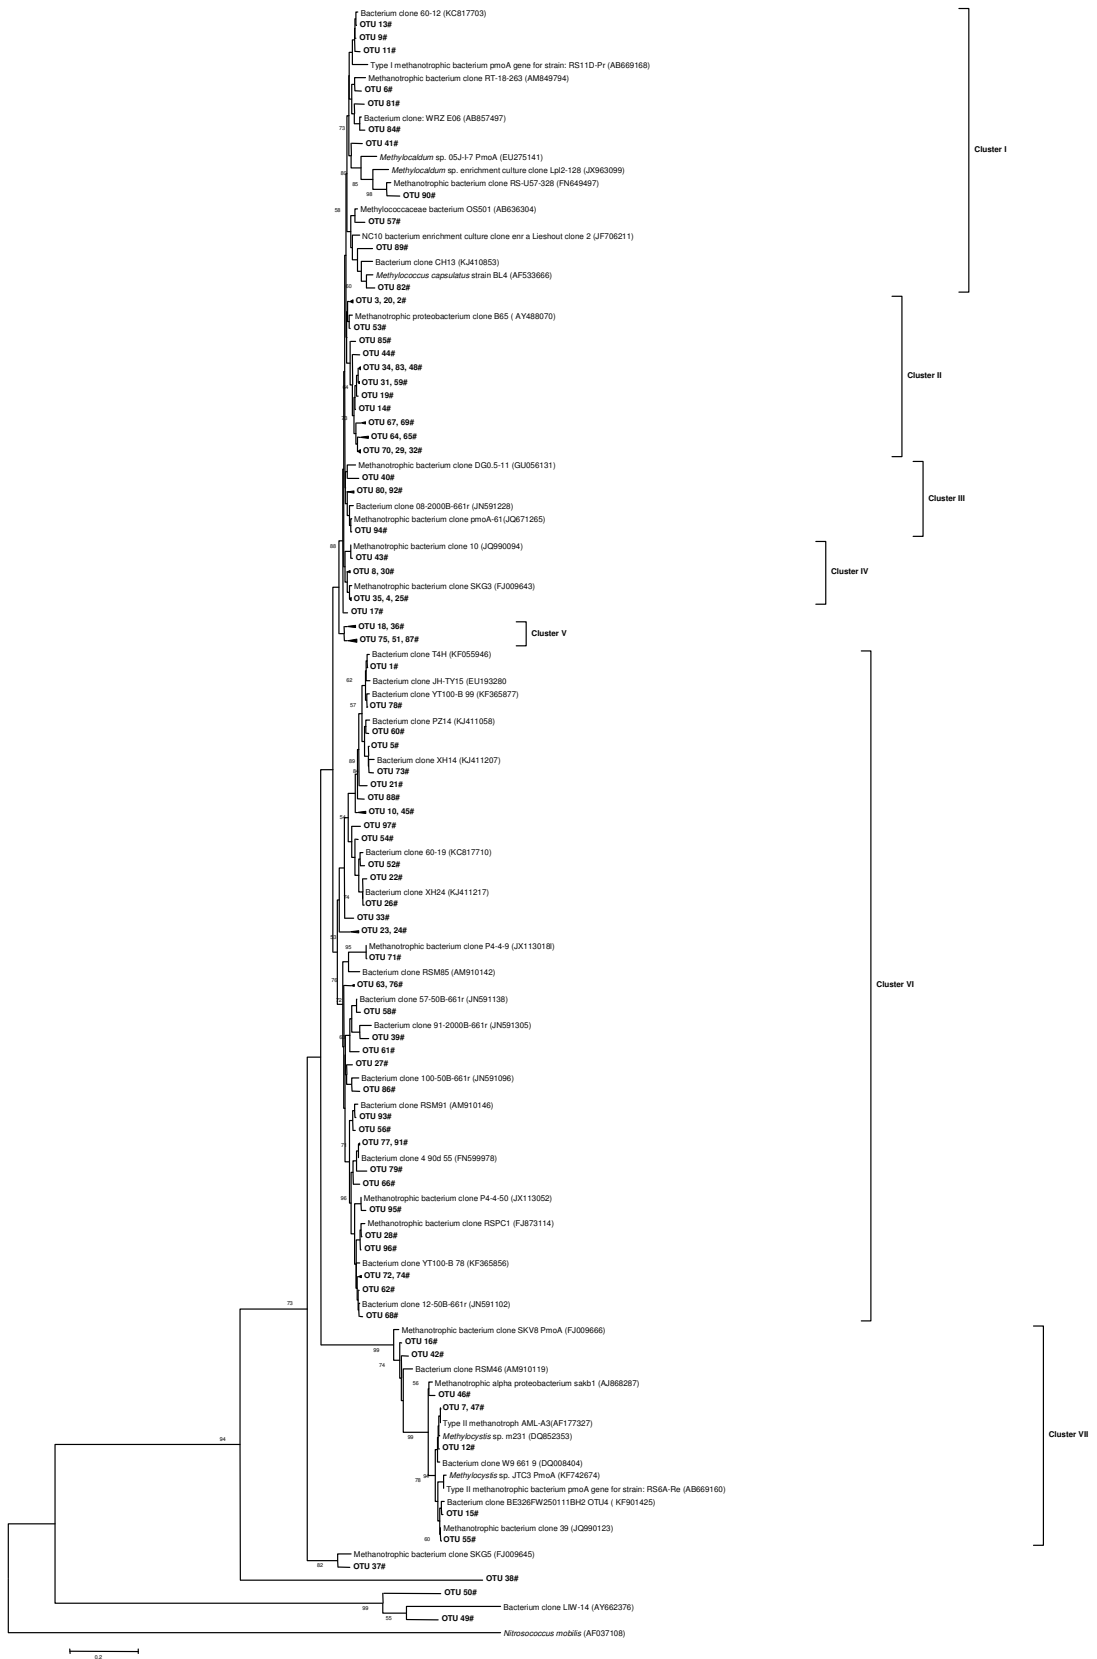 Bacterium clone 60-12 (KC817703)
OTU 13#
OTU 9#
OTU 11#
Type I methanotrophic bacterium pmoA gene for strain: RS11D-Pr (AB669168)
Methanotrophic bacterium clone RT-18-263 (AM849794)
OTU 6#
OTU 81#
Bacterium clone: WRZ E06 (AB857497)
73
OTU 84#
OTU 41#
Cluster I
Methylocaldum sp. 05J-I-7 PmoA (EU275141)
Methylocaldum sp. enrichment culture clone Lpl2-128 (JX963099)
85
Methanotrophic bacterium clone RS-U57-328 (FN649497)
98
OTU 90#
58
Methylococcaceae bacterium OS501 (AB636304)
OTU 57#
NC10 bacterium enrichment culture clone enr a Lieshout clone 2 (JF706211)
OTU 89#
Bacterium clone CH13 (KJ410853)
Methylococcus capsulatus strain BL4 (AF533666)
OTU 82#
OTU 3, 20, 2#
Methanotrophic proteobacterium clone B65 ( AY488070)
OTU 53#
OTU 85#
OTU 44#
OTU 34, 83, 48#
Cluster II
OTU 31, 59#
OTU 19#
OTU 14#
OTU 67, 69#
OTU 64, 65#
OTU 70, 29, 32#
Methanotrophic bacterium clone DG0.5-11 (GU056131)
OTU 40#
OTU 80, 92#
Cluster III
Bacterium clone 08-2000B-661r (JN591228)
Methanotrophic bacterium clone pmoA-61(JQ671265)
OTU 94#
88
Methanotrophic bacterium clone 10 (JQ990094)
OTU 43#
OTU 8, 30#
Cluster IV
Methanotrophic bacterium clone SKG3 (FJ009643)
OTU 35, 4, 25#
OTU 17#
OTU 18, 36#
Cluster V
OTU 75, 51, 87#
Bacterium clone T4H (KF055946)
OTU 1#
62
Bacterium clone JH-TY15 (EU193280
Bacterium clone YT100-B 99 (KF365877)
57
OTU 78#
Bacterium clone PZ14 (KJ411058)
OTU 60#
OTU 5#
89
Bacterium clone XH14 (KJ411207)
OTU 73#
OTU 21#
OTU 88#
OTU 10, 45#
OTU 97#
OTU 54#
Bacterium clone 60-19 (KC817710)
OTU 52#
OTU 22#
Bacterium clone XH24 (KJ411217)
OTU 26#
OTU 33#
OTU 23, 24#
95
Methanotrophic bacterium clone P4-4-9 (JX113018l)
OTU 71#
Bacterium clone RSM85 (AM910142)
76
OTU 63, 76#
Cluster VI
Bacterium clone 57-50B-661r (JN591138)
OTU 58#
Bacterium clone 91-2000B-661r (JN591305)
OTU 39#
OTU 61#
OTU 27#
Bacterium clone 100-50B-661r (JN591096)
OTU 86#
Bacterium clone RSM91 (AM910146)
OTU 93#
OTU 56#
OTU 77, 91#
Bacterium clone 4 90d 55 (FN599978)
OTU 79#
OTU 66#
98
Methanotrophic bacterium clone P4-4-50 (JX113052)
OTU 95#
Methanotrophic bacterium clone RSPC1 (FJ873114)
OTU 28#
OTU 96#
Bacterium clone YT100-B 78 (KF365856)
OTU 72, 74#
OTU 62#
73
Bacterium clone 12-50B-661r (JN591102)
OTU 68#
Methanotrophic bacterium clone SKV8 PmoA (FJ009666)
OTU 16#
99
OTU 42#
74
Bacterium clone RSM46 (AM910119)
56
Methanotrophic alpha proteobacterium sakb1 (AJ868287)
OTU 46#
OTU 7, 47#
Type II methanotroph AML-A3(AF177327)
Methylocystis sp. m231 (DQ852353)
Cluster VII
94
99
OTU 12#
Bacterium clone W9 661 9 (DQ008404)
Methylocystis sp. JTC3 PmoA (KF742674)
78
Type II methanotrophic bacterium pmoA gene for strain: RS6A-Re (AB669160)
Bacterium clone BE326FW250111BH2 OTU4 ( KF901425)
OTU 15#
Methanotrophic bacterium clone 39 (JQ990123)
60
OTU 55#
Methanotrophic bacterium clone SKG5 (FJ009645)
82
OTU 37#
OTU 38#
OTU 50#
99
Bacterium clone LIW-14 (AY662376)
55
OTU 49#
Nitrosococcus mobilis (AF037108)
0.2